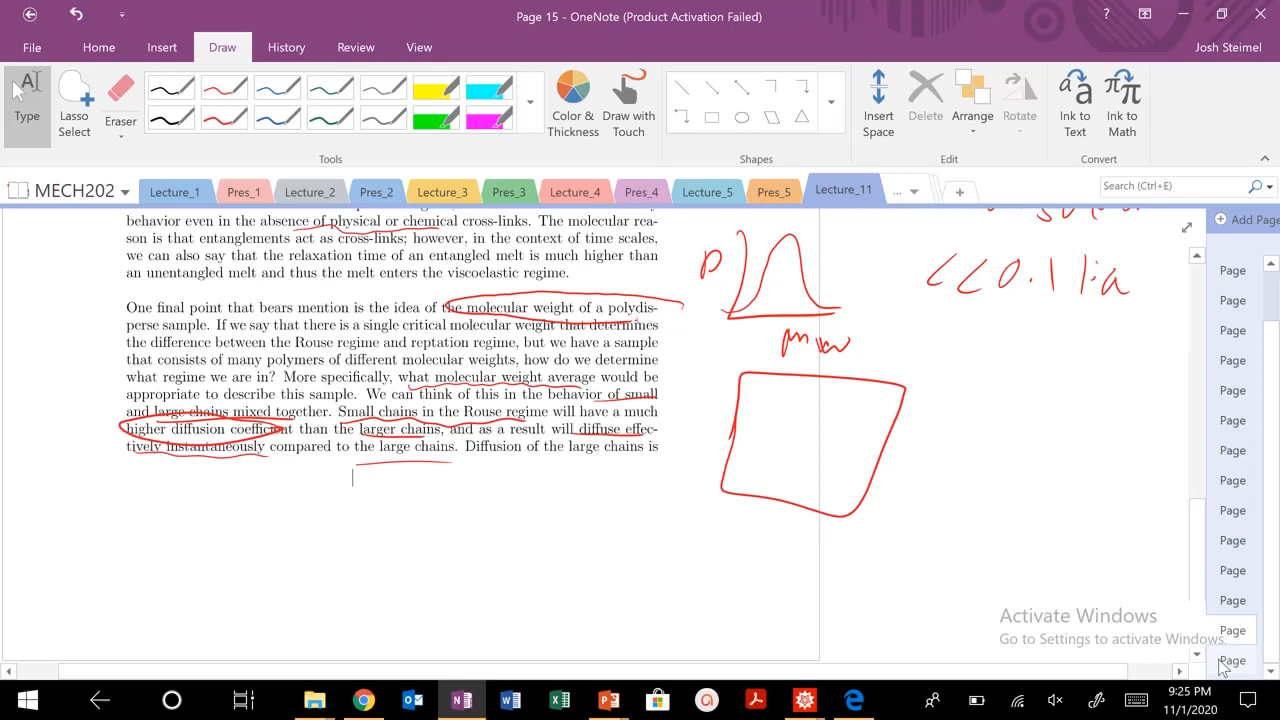 Page 15 - OneNote (Product Activation Failed)
?
File
Home
Insert
Draw
History
Review
View
Josh Steimel
Type
Lasso Select
Eraser
Color & Thickness
Draw with Touch
Insert Space
Delete
Arrange
Rotate
Ink to Text
Ink to Math
Tools
Shapes
Edit
Convert
MECH202
Lecture_1
Pres_1
Lecture_2
Pres_2
Lecture_3
Pres_3
Lecture_4
Pres_4
Lecture_5
Pres_5
Lecture_11
...
Search (Ctrl+E)
Add Page
behavior even in the absence of physical or chemical cross-links. The molecular rea-
son is that entanglements act as cross-links; however, in the context of time scales,
we can also say that the relaxation time of an entangled melt is much higher than
an unentangled melt and thus the melt enters the viscoelastic regime.
One final point that bears mention is the idea of the molecular weight of a polydis-
perse sample. If we say that there is a single critical molecular weight that determines
the difference between the Rouse regime and reptation regime, but we have a sample
that consists of many polymers of different molecular weights, how do we determine
what regime we are in? More specifically, what molecular weight average would be
appropriate to describe this sample. We can think of this in the behavior of small
and large chains mixed together. Small chains in the Rouse regime will have a much
higher diffusion coefficient than the larger chains, and as a result will diffuse effec-
tively instantaneously compared to the large chains. Diffusion of the large chains is
P
mw
<<0.1
Page
Page
Page
Page
Page
Page
Page
Page
Page
Page
Page
Page
Page
Page
Activate Windows
Go to Settings to activate Windows.
9:25 PM
11/1/2020